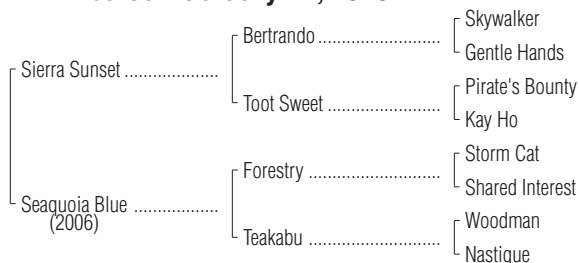 Skywalker
Bertrando
Gentle Hands
Sierra Sunset
Pirate's Bounty
Toot Sweet
Kay Ho
Storm Cat
Forestry
Shared Interest
Seaquoia Blue
(2006)
Woodman
Teakabu
Nastique